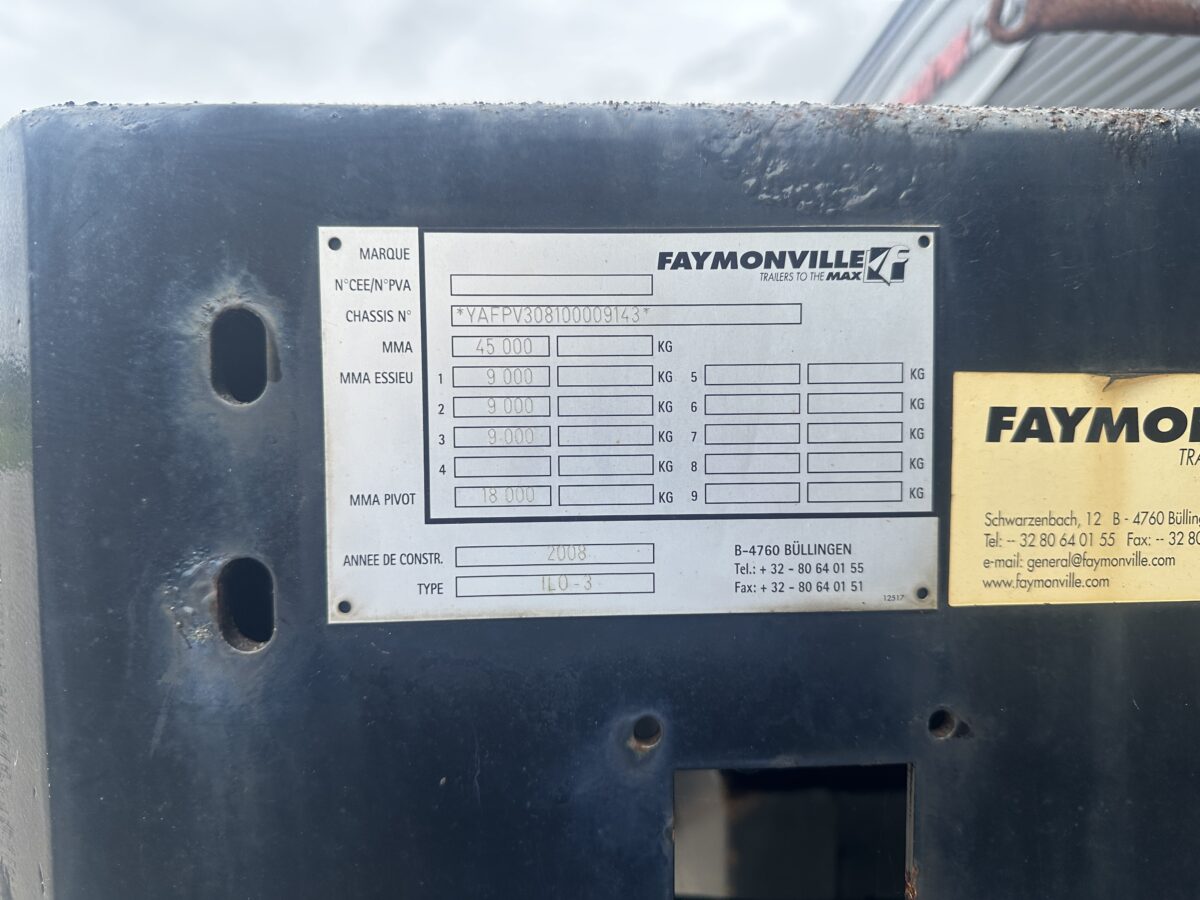 MARQUE
FAYMONVILLE
TRAILERS TO THE MAX
N°CEE/N°PVA
CHASSIS N° *YAFPV308100009143*
MMA 45 000 KG
MMA ESSIEU 1 9 000 KG 5 KG
2 9 000 KG 6 KG
3 9 000 KG 7 KG
4 KG 8 KG
MMA PIVOT 18 000 KG 9 KG
ANNEE DE CONSTR. 2008
TYPE ILO-3
B-4760 BÜLLINGEN
Tel.: + 32 - 80 64 01 55
Fax: + 32 - 80 64 01 51
12517
FAYMO
TRA
Schwarzenbach, 12 B - 4760 Bülling
Tel: -- 32 80 64 01 55 Fax: -- 32 80
e-mail: general@faymonville.com
www.faymonville.com